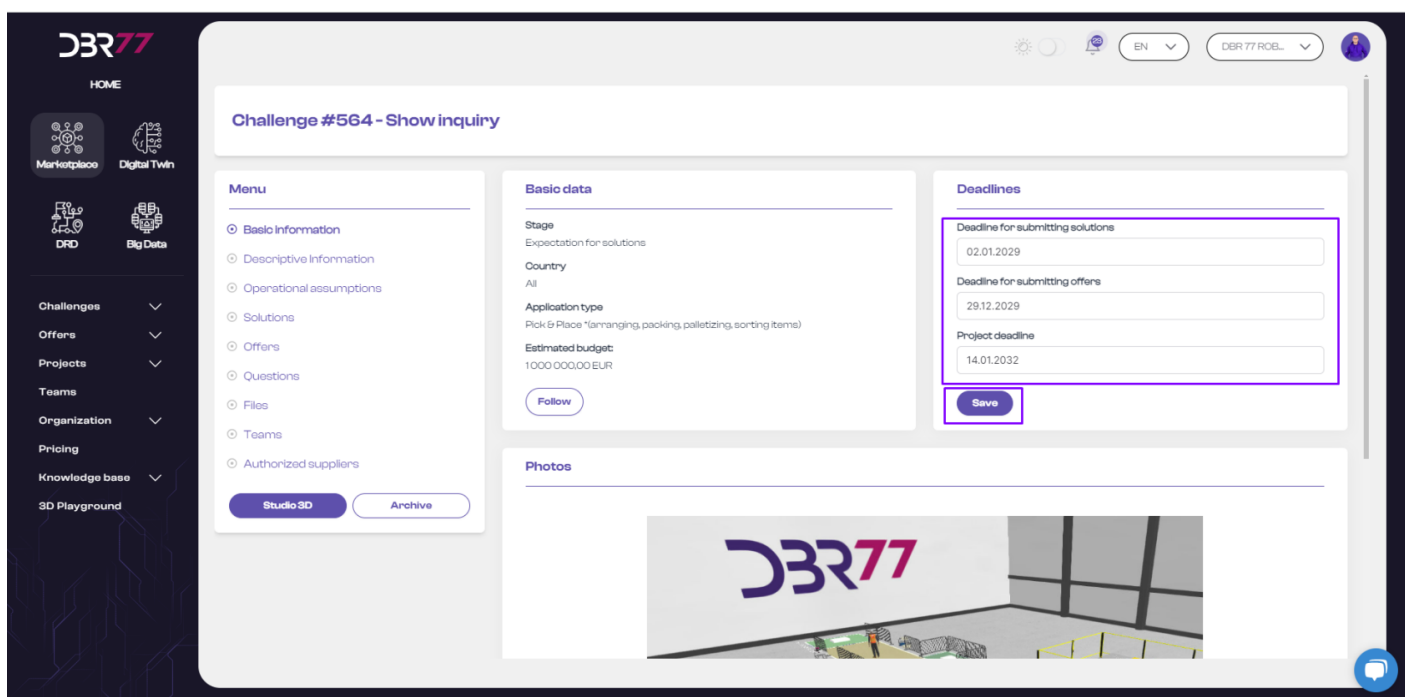 DBR77
HOME
Marketplace
Digital Twin
DRD
Big Data
Challenges
Offers
Projects
Teams
Organization
Pricing
Knowledge base
3D Playground
EN
DBR 77 ROB...
Challenge #564 - Show inquiry
Menu
Basic information
Descriptive Information
Operational assumptions
Solutions
Offers
Questions
Files
Teams
Authorized suppliers
Studio 3D
Archive
Basic data
Stage
Expectation for solutions
Country
All
Application type
Pick & Place *(arranging, packing, palletizing, sorting items)
Estimated budget:
1 000 000,00 EUR
Follow
Deadlines
Deadline for submitting solutions
02.01.2029
Deadline for submitting offers
29.12.2029
Project deadline
14.01.2032
Save
Photos
DBR77